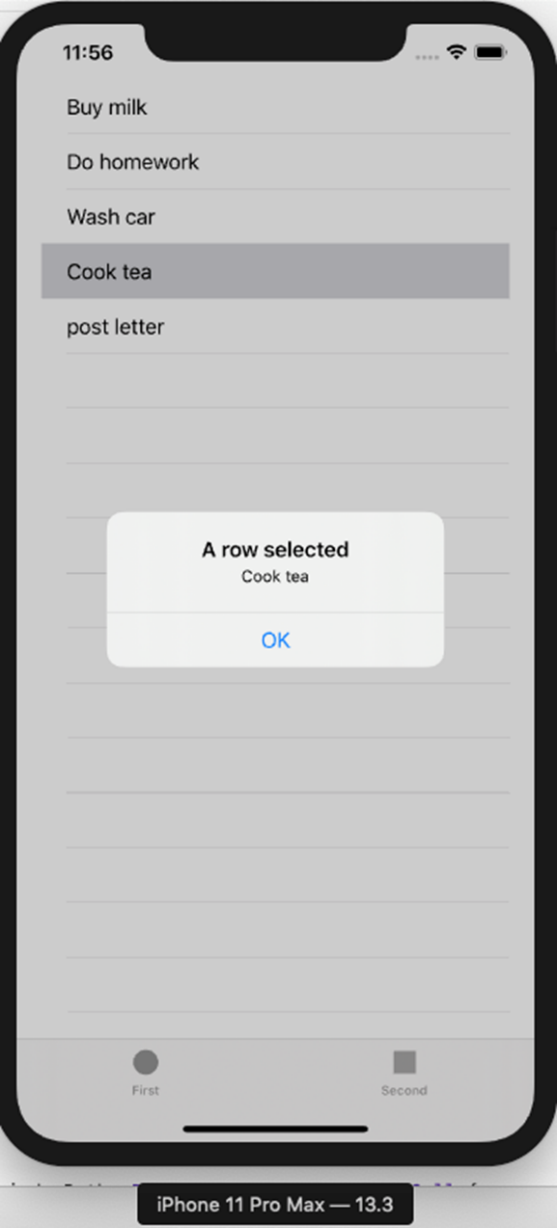 11:56
Buy milk
Do homework
Wash car
Cook tea
post letter
A row selected
Cook tea
OK
First Second
iPhone 11 Pro Max — 13.3